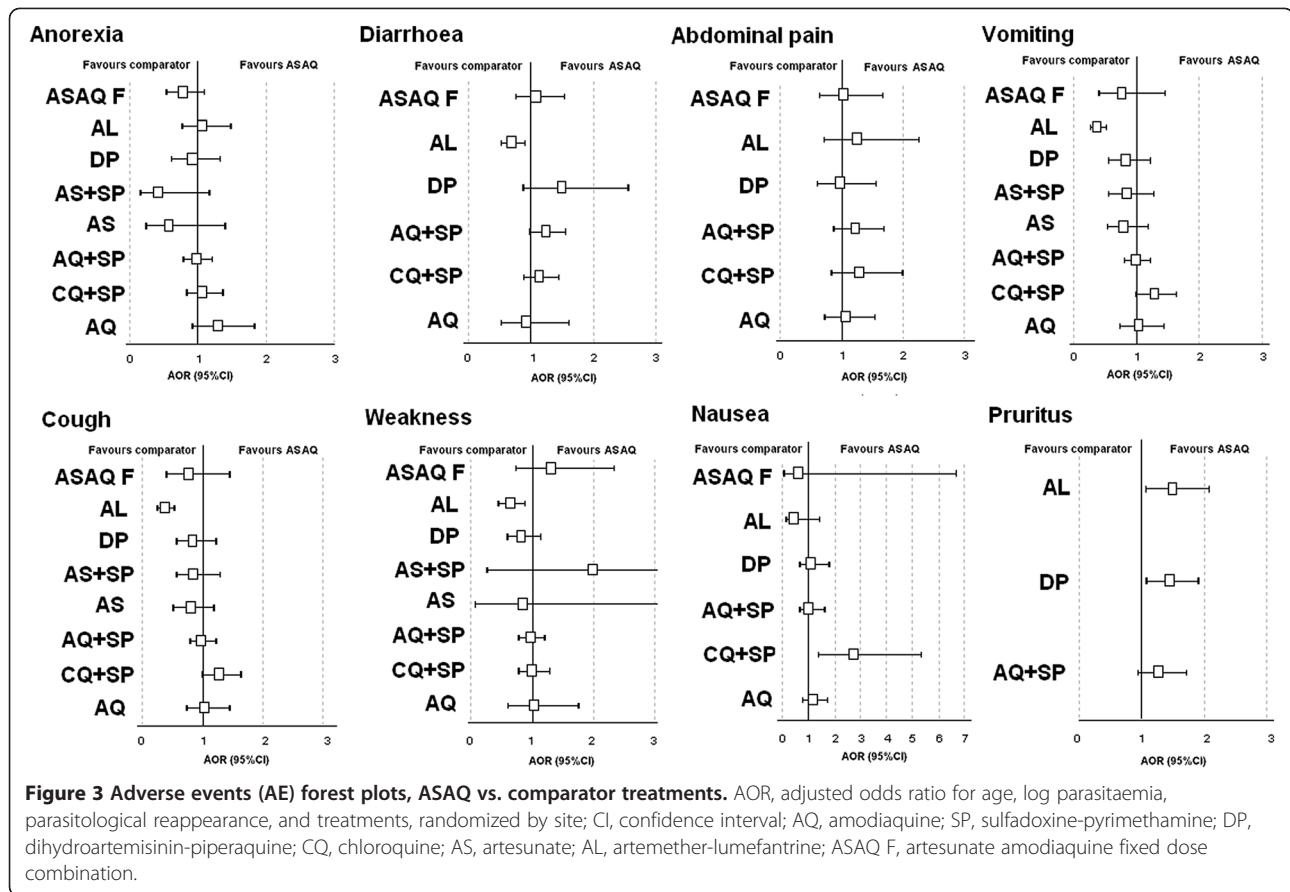 Anorexia
Favours comparator Favours ASAQ
ASAQ F
AL
DP
AS+SP
AS
AQ+SP
CQ+SP
AQ
0 1 2 3
AOR (95%CI)
Diarrhoea
Favours comparator Favours ASAQ
ASAQ F
AL
DP
AQ+SP
CQ+SP
AQ
0 1 2 3
AOR (95%CI)
Abdominal pain
Favours comparator Favours ASAQ
ASAQ F
AL
DP
AQ+SP
CQ+SP
AQ
0 1 2 3
AOR (95%CI)
Vomiting
Favours comparator Favours ASAQ
ASAQ F
AL
DP
AS+SP
AS
AQ+SP
CQ+SP
AQ
0 1 2 3
AOR (95%CI)
Cough
Favours comparator Favours ASAQ
ASAQ F
AL
DP
AS+SP
AS
AQ+SP
CQ+SP
AQ
0 1 2 3
AOR (95%CI)
Weakness
Favours comparator Favours ASAQ
ASAQ F
AL
DP
AS+SP
AS
AQ+SP
CQ+SP
AQ
0 1 2 3
AOR (95%CI)
Nausea
Favours comparator Favours ASAQ
ASAQ F
AL
DP
AQ+SP
CQ+SP
AQ
0 1 2 3 4 5 6 7
AOR (95%CI)
Pruritus
Favours comparator Favours ASAQ
AL
DP
AQ+SP
0 1 2 3
AOR (95%CI)
Figure 3 Adverse events (AE) forest plots, ASAQ vs. comparator treatments. AOR, adjusted odds ratio for age, log parasitaemia,
parasitological reappearance, and treatments, randomized by site; CI, confidence interval; AQ, amodiaquine; SP, sulfadoxine-pyrimethamine; DP,
dihydroartemisinin-piperaquine; CQ, chloroquine; AS, artesunate; AL, artemether-lumefantrine; ASAQ F, artesunate amodiaquine fixed dose
combination.